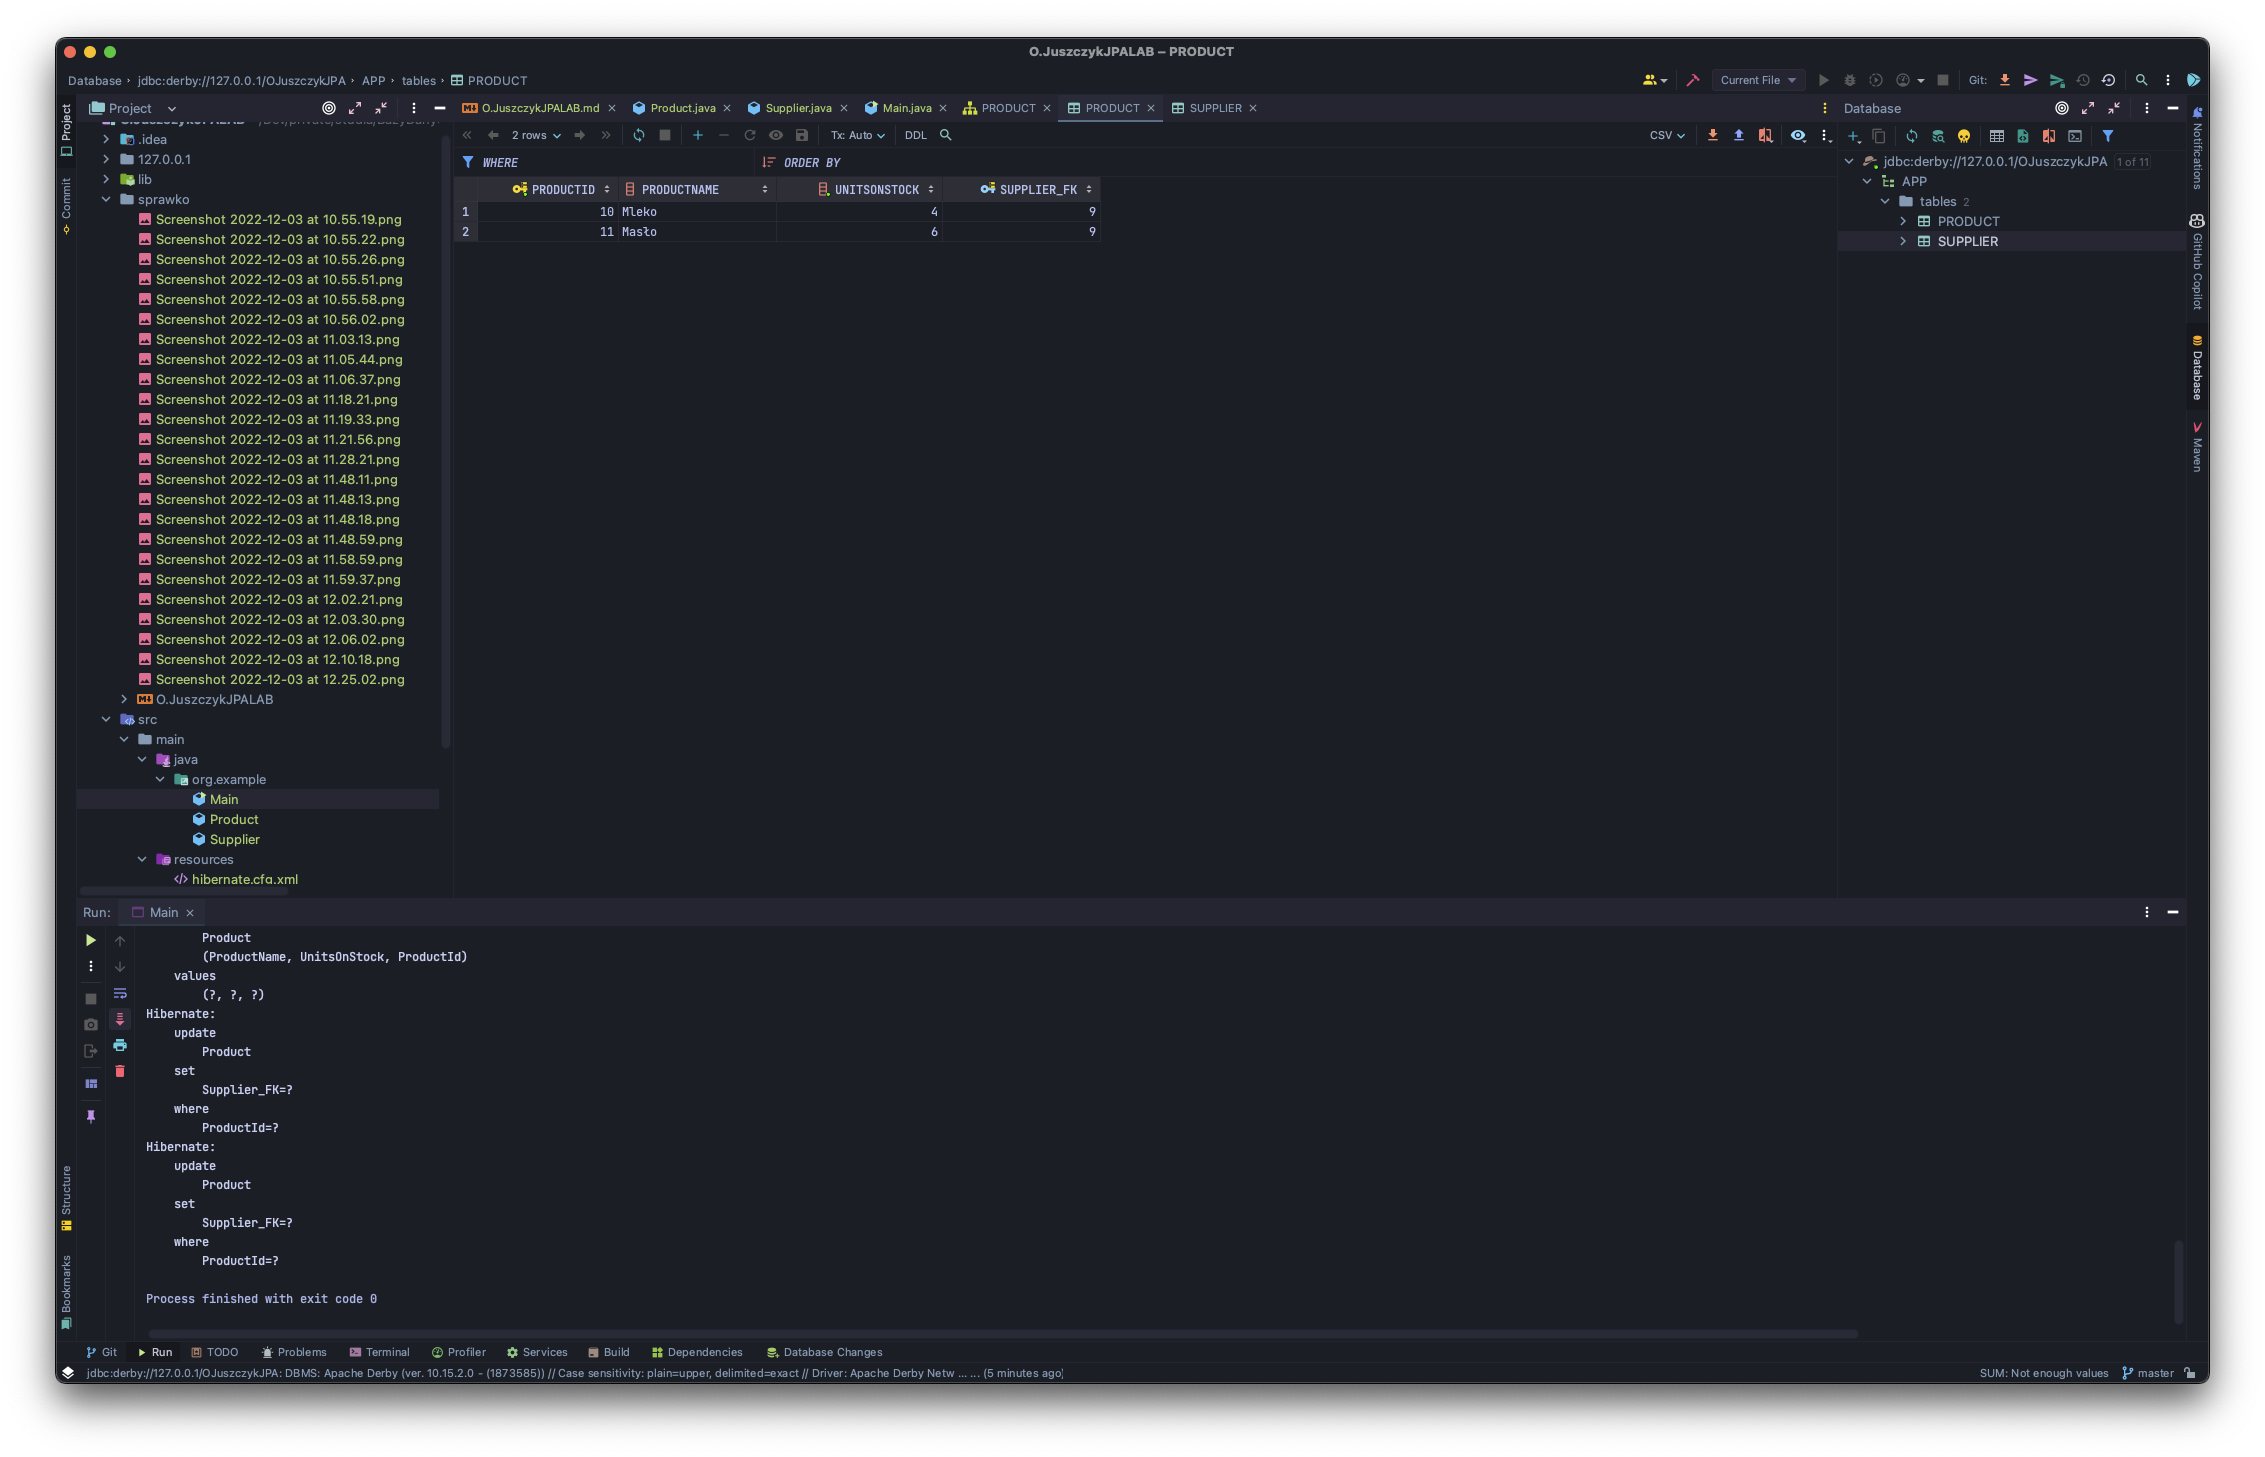 O.JuszczykJPALAB – PRODUCT
Database › jdbc:derby://127.0.0.1/OJuszczykJPA › APP › tables › PRODUCT
Current File
Git:
Project
O.JuszczykJPALAB.md
Product.java
Supplier.java
Main.java
PRODUCT
PRODUCT
SUPPLIER
Database
2 rows
Tx: Auto
DDL
CSV
WHERE
ORDER BY
PRODUCTID PRODUCTNAME UNITSONSTOCK SUPPLIER_FK
1 10 Mleko 4 9
2 11 Masło 6 9
.idea
127.0.0.1
lib
sprawko
Screenshot 2022-12-03 at 10.55.19.png
Screenshot 2022-12-03 at 10.55.22.png
Screenshot 2022-12-03 at 10.55.26.png
Screenshot 2022-12-03 at 10.55.51.png
Screenshot 2022-12-03 at 10.55.58.png
Screenshot 2022-12-03 at 10.56.02.png
Screenshot 2022-12-03 at 11.03.13.png
Screenshot 2022-12-03 at 11.05.44.png
Screenshot 2022-12-03 at 11.06.37.png
Screenshot 2022-12-03 at 11.18.21.png
Screenshot 2022-12-03 at 11.19.33.png
Screenshot 2022-12-03 at 11.21.56.png
Screenshot 2022-12-03 at 11.28.21.png
Screenshot 2022-12-03 at 11.48.11.png
Screenshot 2022-12-03 at 11.48.13.png
Screenshot 2022-12-03 at 11.48.18.png
Screenshot 2022-12-03 at 11.48.59.png
Screenshot 2022-12-03 at 11.58.59.png
Screenshot 2022-12-03 at 11.59.37.png
Screenshot 2022-12-03 at 12.02.21.png
Screenshot 2022-12-03 at 12.03.30.png
Screenshot 2022-12-03 at 12.06.02.png
Screenshot 2022-12-03 at 12.10.18.png
Screenshot 2022-12-03 at 12.25.02.png
O.JuszczykJPALAB
src
main
java
org.example
Main
Product
Supplier
resources
hibernate.cfg.xml
jdbc:derby://127.0.0.1/OJuszczykJPA 1 of 11
APP
tables 2
PRODUCT
SUPPLIER
Project
Commit
Structure
Bookmarks
Notifications
GitHub Copilot
Database
Maven
Run:
Main
Product
(ProductName, UnitsOnStock, ProductId)
values
(?, ?, ?)
Hibernate:
update
Product
set
Supplier_FK=?
where
ProductId=?
Hibernate:
update
Product
set
Supplier_FK=?
where
ProductId=?
Process finished with exit code 0
Git
Run
TODO
Problems
Terminal
Profiler
Services
Build
Dependencies
Database Changes
jdbc:derby://127.0.0.1/OJuszczykJPA: DBMS: Apache Derby (ver. 10.15.2.0 - (1873585)) // Case sensitivity: plain=upper, delimited=exact // Driver: Apache Derby Netw ... ... (5 minutes ago)
SUM: Not enough values
master